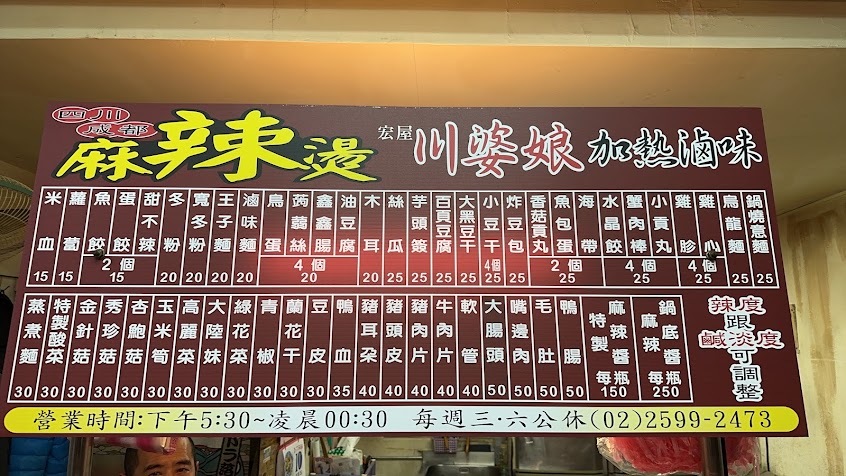 四川
成都
麻辣燙
宏屋 川婆娘 加熱滷味
米血 15
蘿蔔 15
魚餃 蛋餃 甜不辣 2個 15
冬粉 20
寬冬粉 20
王子麵 20
滷味麵 20
鳥蛋 蒟蒻絲 鑫鑫腸 油豆腐 4個 20
木耳 20
絲瓜 25
芋頭簽 25
百頁豆腐 25
大黑豆干 25
小豆干 4個 25
炸豆包 25
香菇貢丸 魚包蛋 海帶 2個 25
水晶餃 蟹肉棒 小貢丸 4個 25
雞胗 雞心 4個 25
烏龍麵 25
鍋燒意麵 25
蒸煮麵 30
特製酸菜 30
金針菇 30
秀珍菇 30
杏鮑菇 30
玉米筍 30
高麗菜 30
大陸妹 30
綠花菜 30
青椒 30
蘭花干 30
豆皮 30
鴨血 35
豬耳朵 40
豬頭皮 40
豬肉片 40
牛肉片 40
軟管 40
大腸頭 50
嘴邊肉 50
毛肚 50
鴨腸 50
特製麻辣醬 每瓶 150
麻辣鍋底醬 每瓶 250
辣度
跟
鹹淡度
可調整
營業時間:下午5:30~凌晨00:30 每週三·六公休(02)2599-2473